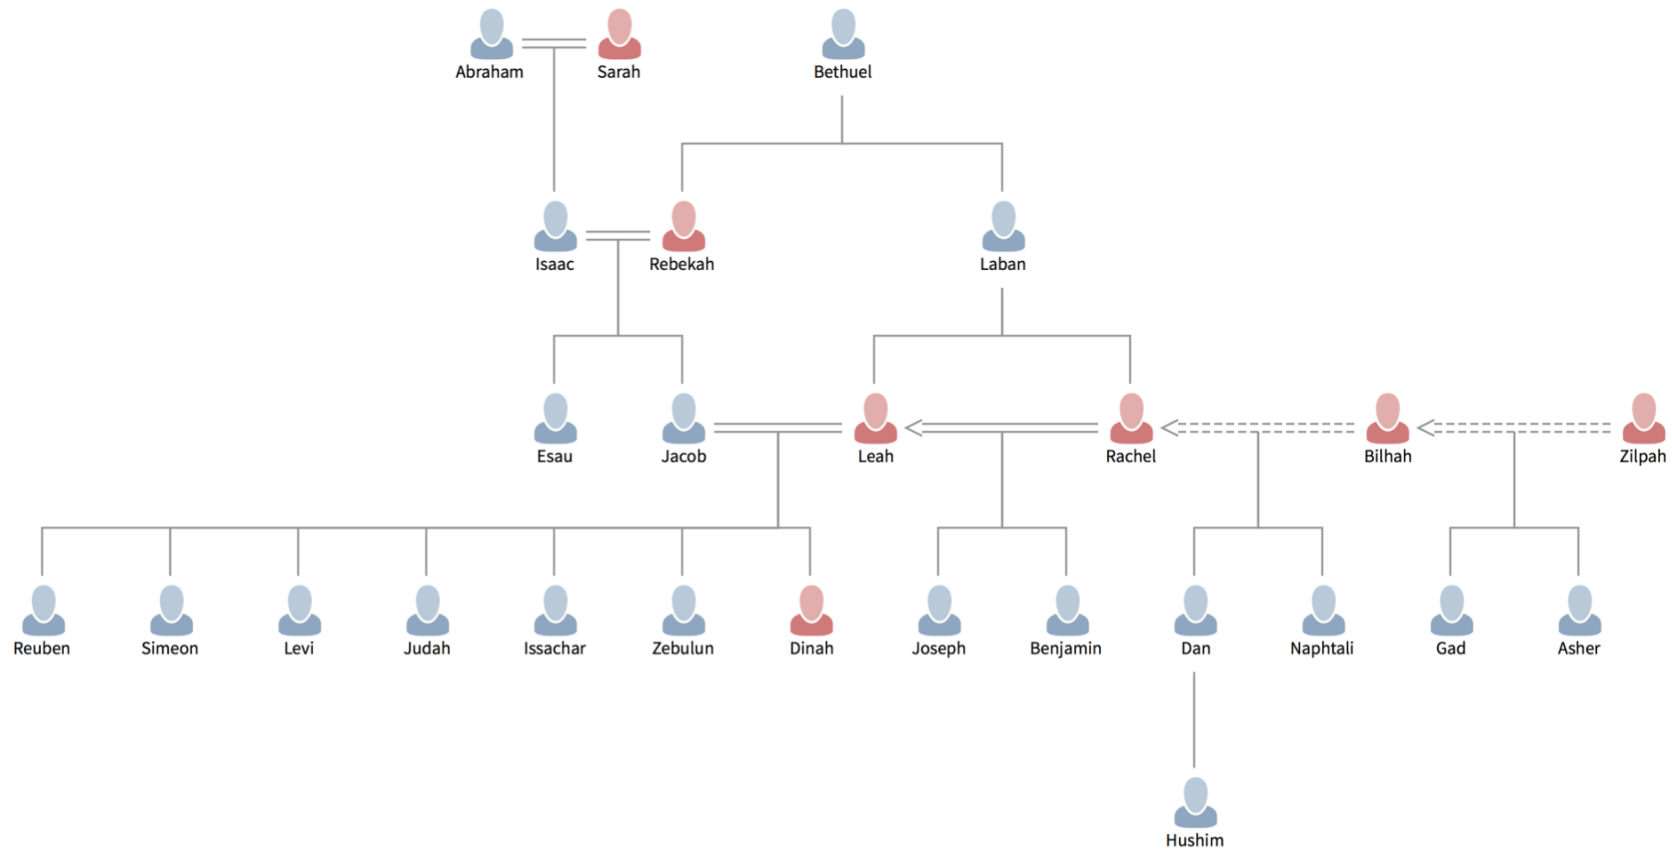 Abraham
Sarah
Bethuel
Isaac
Rebekah
Laban
Esau
Jacob
Leah
Rachel
Bilhah
Zilpah
Reuben
Simeon
Levi
Judah
Issachar
Zebulun
Dinah
Joseph
Benjamin
Dan
Naphtali
Gad
Asher
Hushim